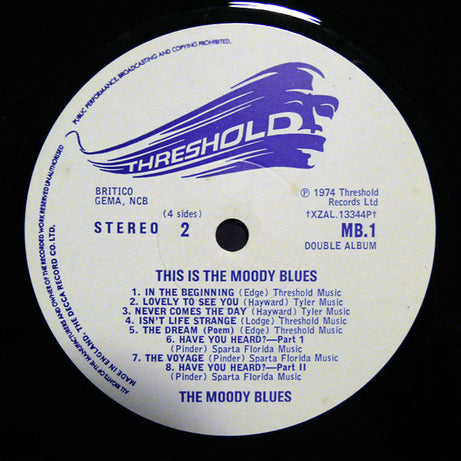 PUBLIC PERFORMANCE, BROADCASTING AND COPYING PROHIBITED.
ALL RIGHTS OF THE MANUFACTURER AND OWNER OF THE RECORDED WORK RESERVED UNAUTHORISED
MADE IN ENGLAND, THE DECCA RECORD CO. LTD.
THRESHOLD
BRITICO
GEMA, NCB
(4 sides)
STEREO 2
℗ 1974 Threshold
Records Ltd
†XZAL.13344P†
MB.1
DOUBLE ALBUM
THIS IS THE MOODY BLUES
1. IN THE BEGINNING (Edge) Threshold Music
2. LOVELY TO SEE YOU (Hayward) Tyler Music
3. NEVER COMES THE DAY (Hayward) Tyler Music
4. ISN'T LIFE STRANGE (Lodge) Threshold Music
5. THE DREAM (Poem) (Edge) Threshold Music
6. HAVE YOU HEARD?—Part 1
(Pinder) Sparta Florida Music
7. THE VOYAGE (Pinder) Sparta Florida Music
8. HAVE YOU HEARD?—Part II
(Pinder) Sparta Florida Music
THE MOODY BLUES